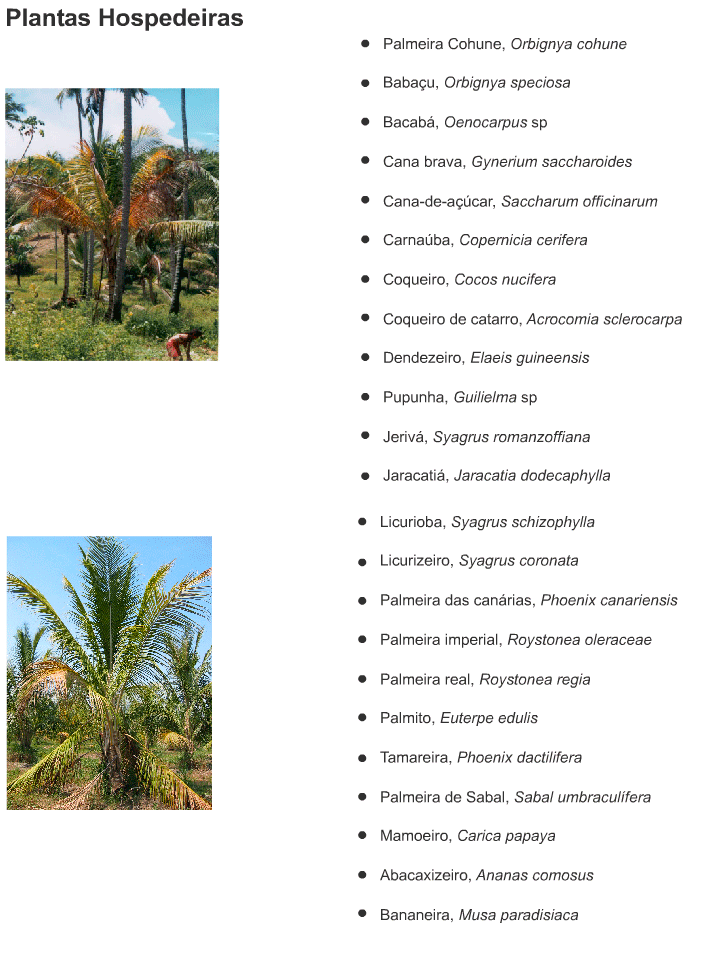 Plantas Hospedeiras
Palmeira Cohune, Orbignya cohune
Babaçu, Orbignya speciosa
Bacabá, Oenocarpus sp
Cana brava, Gynerium saccharoides
Cana-de-açúcar, Saccharum officinarum
Carnaúba, Copernicia cerifera
Coqueiro, Cocos nucifera
Coqueiro de catarro, Acrocomia sclerocarpa
Dendezeiro, Elaeis guineensis
Pupunha, Guilielma sp
Jerivá, Syagrus romanzoffiana
Jaracatiá, Jaracatia dodecaphylla
Licurioba, Syagrus schizophylla
Licurizeiro, Syagrus coronata
Palmeira das canárias, Phoenix canariensis
Palmeira imperial, Roystonea oleraceae
Palmeira real, Roystonea regia
Palmito, Euterpe edulis
Tamareira, Phoenix dactilifera
Palmeira de Sabal, Sabal umbraculífera
Mamoeiro, Carica papaya
Abacaxizeiro, Ananas comosus
Bananeira, Musa paradisiaca